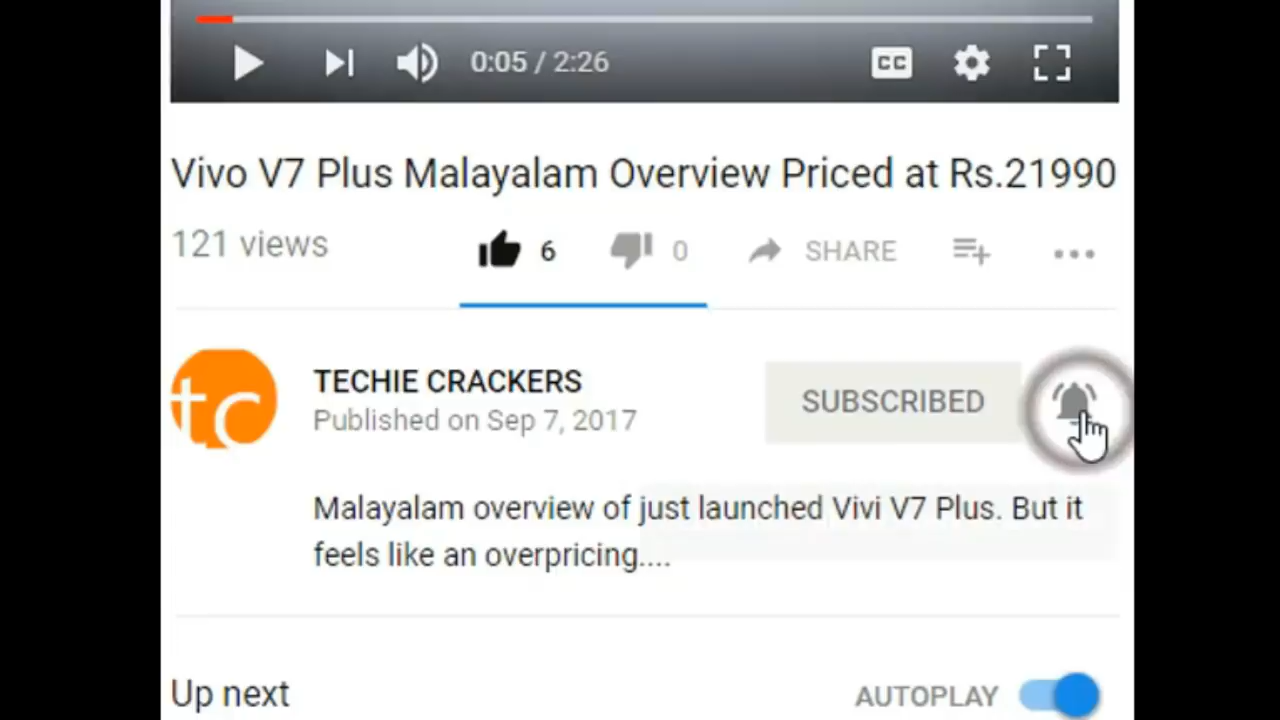 0:05 / 2:26 CC
Vivo V7 Plus Malayalam Overview Priced at Rs.21990
121 views 6 0 SHARE
tc TECHIE CRACKERS SUBSCRIBED
Published on Sep 7, 2017
Malayalam overview of just launched Vivi V7 Plus. But it
feels like an overpricing....
Up next AUTOPLAY